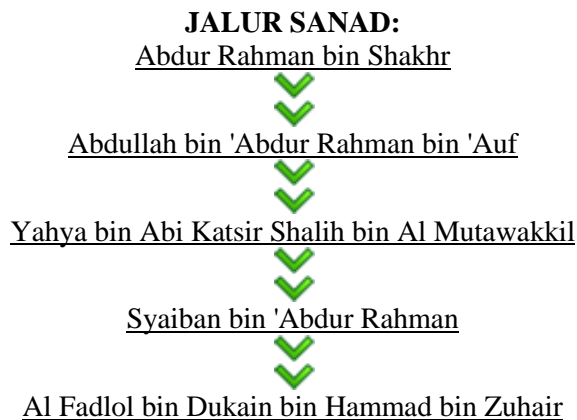 JALUR SANAD:
Abdur Rahman bin Shakhr
Abdullah bin 'Abdur Rahman bin 'Auf
Yahya bin Abi Katsir Shalih bin Al Mutawakkil
Syaiban bin 'Abdur Rahman
Al Fadlol bin Dukain bin Hammad bin Zuhair